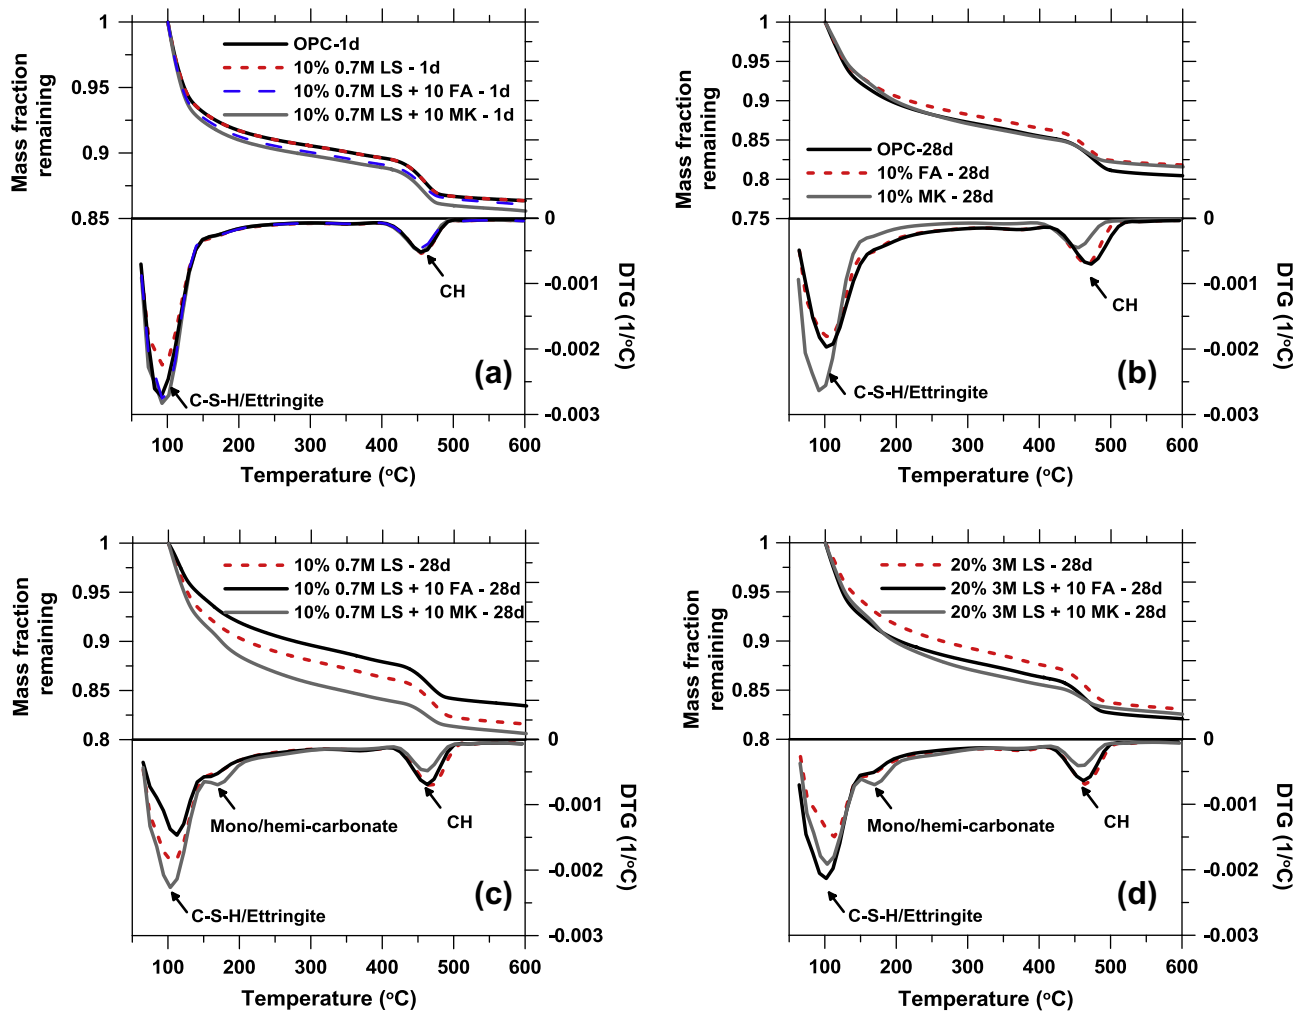 1
0.95
0.9
0.85
Mass fraction
remaining
OPC-1d
10% 0.7M LS - 1d
10% 0.7M LS + 10 FA - 1d
10% 0.7M LS + 10 MK - 1d
CH
C-S-H/Ettringite
(a)
0
-0.001
-0.002
-0.003
DTG (1/°C)
100 200 300 400 500 600
Temperature (°C)
1
0.95
0.9
0.85
0.8
0.75
Mass fraction
remaining
OPC-28d
10% FA - 28d
10% MK - 28d
CH
C-S-H/Ettringite
(b)
0
-0.001
-0.002
-0.003
DTG (1/°C)
100 200 300 400 500 600
Temperature (°C)
1
0.95
0.9
0.85
0.8
Mass fraction
remaining
10% 0.7M LS - 28d
10% 0.7M LS + 10 FA - 28d
10% 0.7M LS + 10 MK - 28d
Mono/hemi-carbonate
CH
C-S-H/Ettringite
(c)
0
-0.001
-0.002
-0.003
DTG (1/°C)
100 200 300 400 500 600
Temperature (°C)
1
0.95
0.9
0.85
0.8
Mass fraction
remaining
20% 3M LS - 28d
20% 3M LS + 10 FA - 28d
20% 3M LS + 10 MK - 28d
Mono/hemi-carbonate
CH
C-S-H/Ettringite
(d)
0
-0.001
-0.002
-0.003
DTG (1/°C)
100 200 300 400 500 600
Temperature (°C)